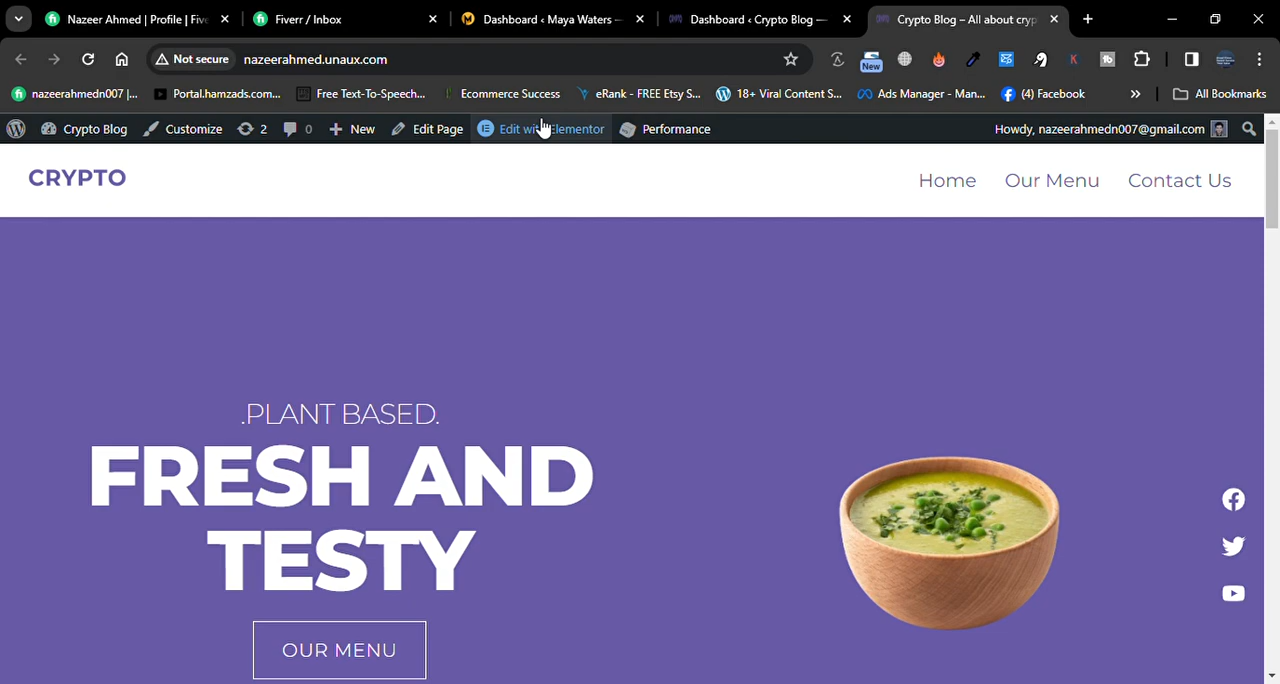 Nazeer Ahmed | Profile | Five
Fiverr / Inbox
Dashboard ‹ Maya Waters —
Dashboard ‹ Crypto Blog —
Crypto Blog – All about cryp
Not secure
nazeerahmed.unaux.com
New
nazeerahmedn007 |...
Portal.hamzads.com...
Free Text-To-Speech...
Ecommerce Success
eRank - FREE Etsy S...
18+ Viral Content S...
Ads Manager - Man...
(4) Facebook
All Bookmarks
Crypto Blog
Customize
2
0
New
Edit Page
Edit with Elementor
Performance
Howdy, nazeerahmedn007@gmail.com
CRYPTO
Home
Our Menu
Contact Us
.PLANT BASED.
FRESH AND
TESTY
OUR MENU